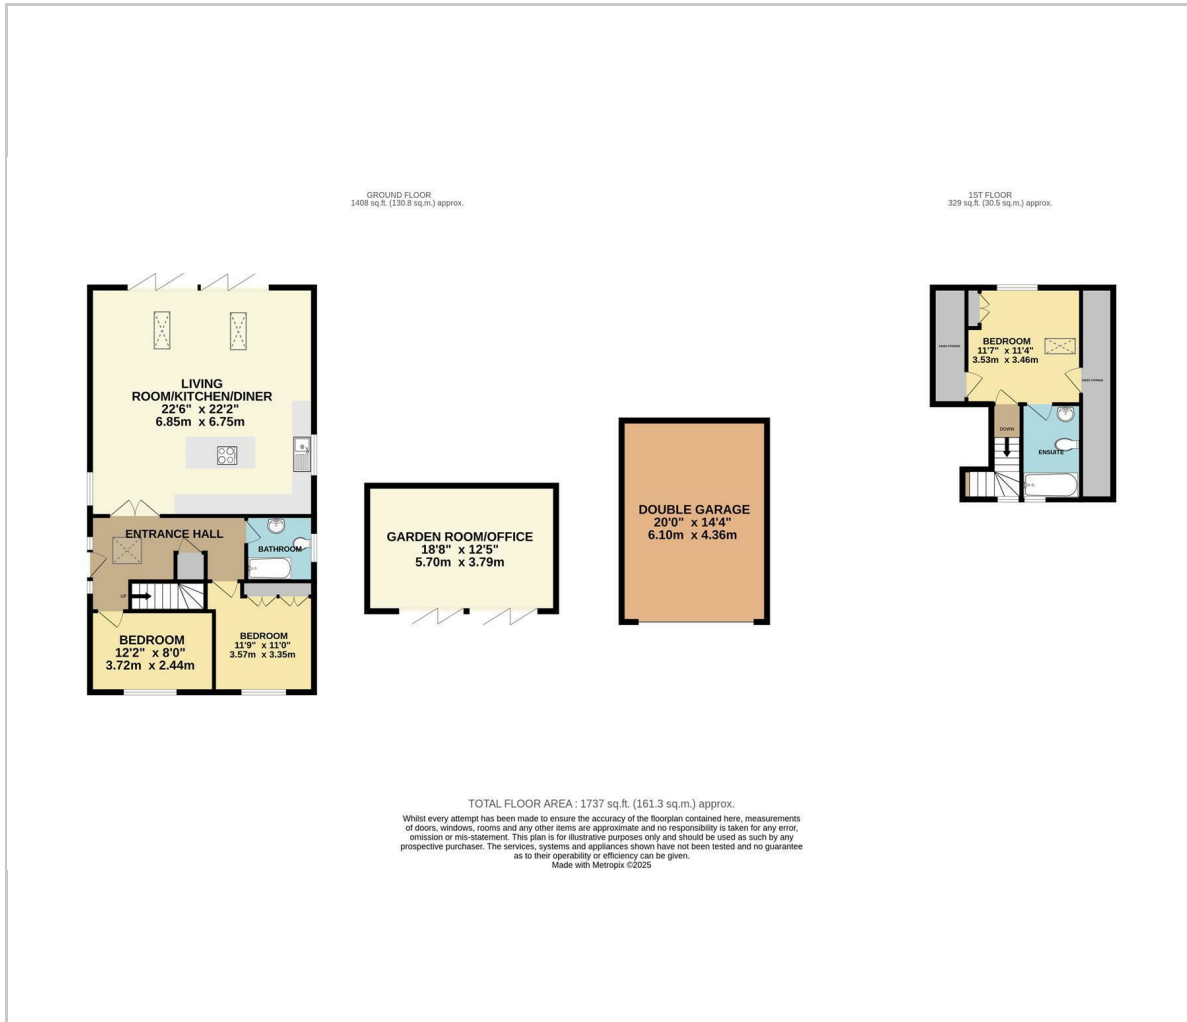 GROUND FLOOR
1408 sq.ft. (130.8 sq.m.) approx.
1ST FLOOR
329 sq.ft. (30.5 sq.m.) approx.
LIVING
ROOM/KITCHEN/DINER
22'6" x 22'2"
6.85m x 6.75m
ENTRANCE HALL
BATHROOM
UP
BEDROOM
12'2" x 8'0"
3.72m x 2.44m
BEDROOM
11'9" x 11'0"
3.57m x 3.35m
GARDEN ROOM/OFFICE
18'8" x 12'5"
5.70m x 3.79m
DOUBLE GARAGE
20'0" x 14'4"
6.10m x 4.36m
EAVES STORAGE
BEDROOM
11'7" x 11'4"
3.53m x 3.46m
EAVES STORAGE
DOWN
ENSUITE
TOTAL FLOOR AREA : 1737 sq.ft. (161.3 sq.m.) approx.
Whilst every attempt has been made to ensure the accuracy of the floorplan contained here, measurements
of doors, windows, rooms and any other items are approximate and no responsibility is taken for any error,
omission or mis-statement. This plan is for illustrative purposes only and should be used as such by any
prospective purchaser. The services, systems and appliances shown have not been tested and no guarantee
as to their operability or efficiency can be given.
Made with Metropix ©2025